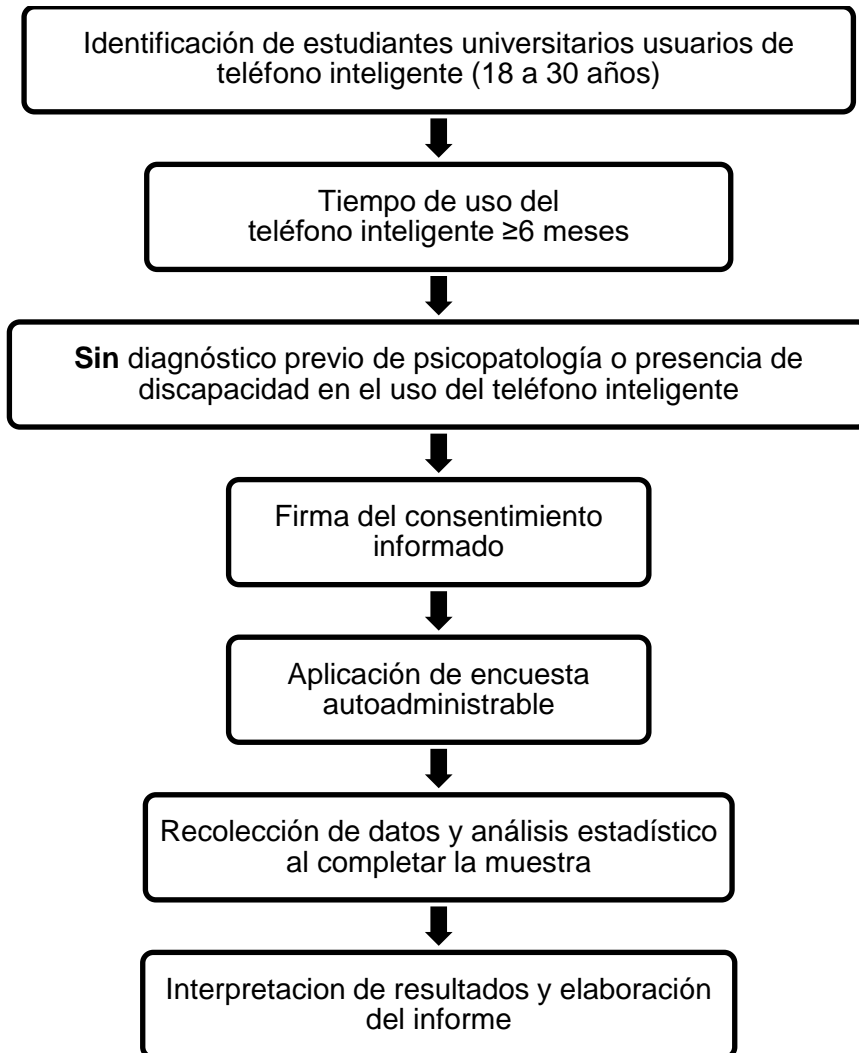 Identificación de estudiantes universitarios usuarios de
teléfono inteligente (18 a 30 años)
Tiempo de uso del
teléfono inteligente ≥6 meses
Sin diagnóstico previo de psicopatología o presencia de
discapacidad en el uso del teléfono inteligente
Firma del consentimiento
informado
Aplicación de encuesta
autoadministrable
Recolección de datos y análisis estadístico
al completar la muestra
Interpretacion de resultados y elaboración
del informe